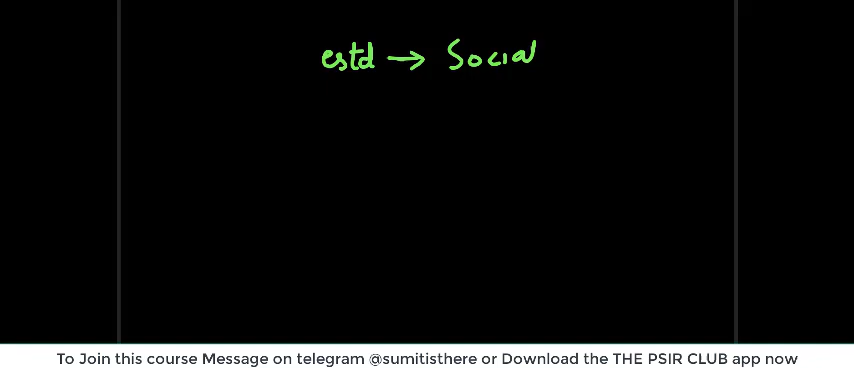 estd → Social
To Join this course Message on telegram @sumitisthere or Download the THE PSIR CLUB app now